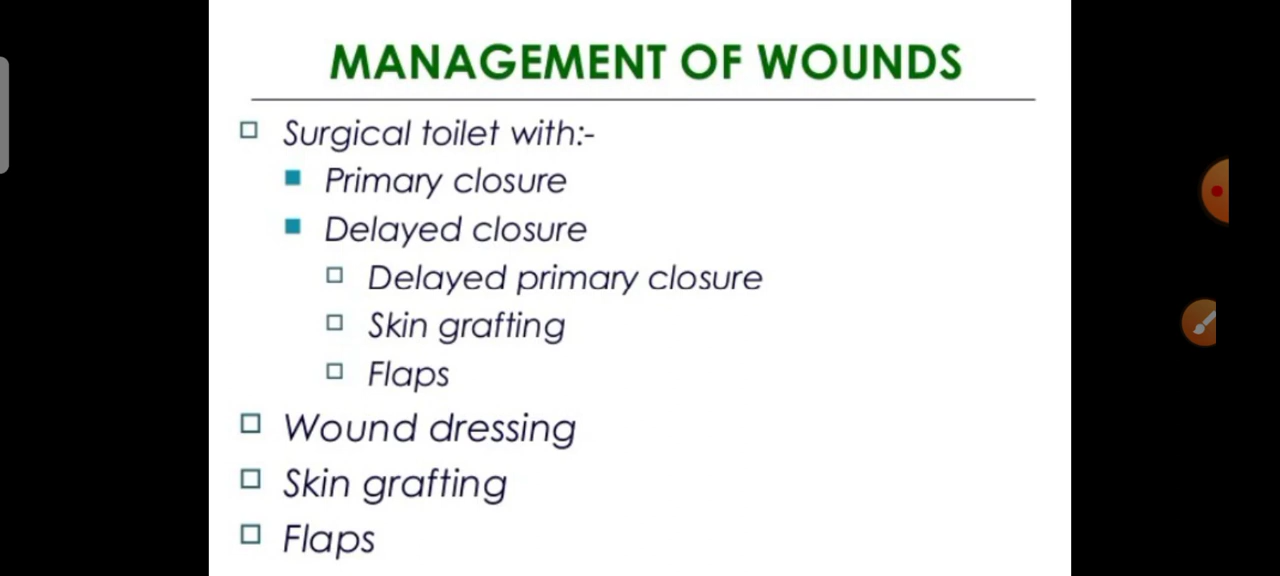 MANAGEMENT OF WOUNDS
Surgical toilet with:-
Primary closure
Delayed closure
Delayed primary closure
Skin grafting
Flaps
Wound dressing
Skin grafting
Flaps